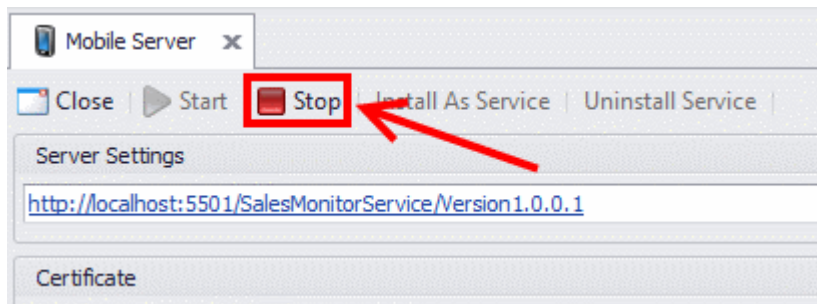 Mobile Server
Close Start Stop Install As Service Uninstall Service
Server Settings
http://localhost:5501/SalesMonitorService/Version1.0.0.1
Certificate